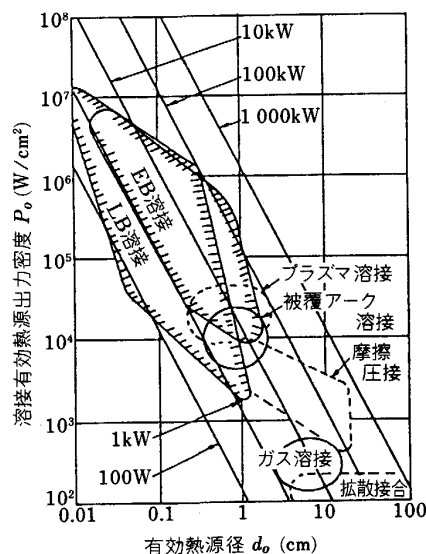 溶接有効熱源出力密度 P₀ (W/cm²)
10⁸
10⁷
10⁶
10⁵
10⁴
10³
10²
10kW
100kW
1 000kW
EB溶接
LB溶接
プラズマ溶接
被覆アーク
溶接
摩擦
圧接
1kW
100W
ガス溶接
拡散接合
0.01
0.1
1
10
100
有効熱源径 d₀ (cm)